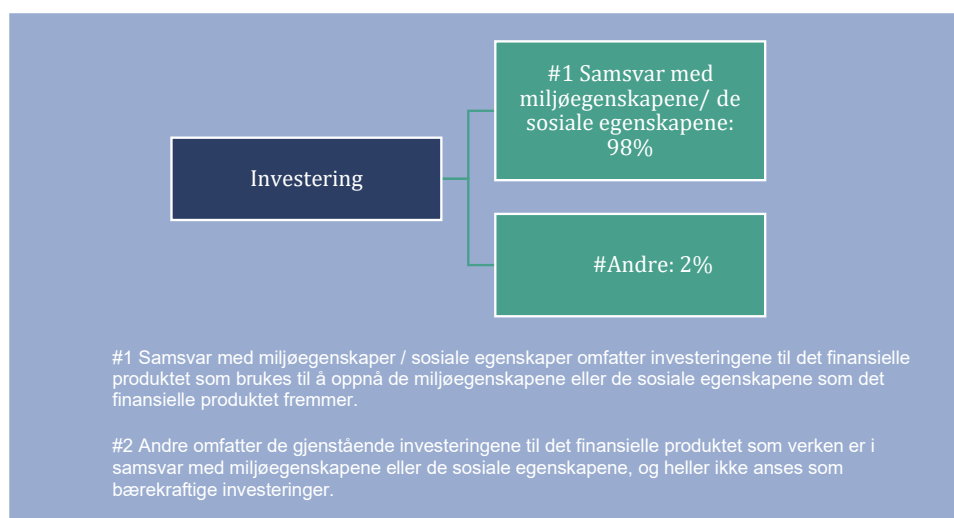 #1 Samsvar med
miljøegenskapene/ de
sosiale egenskapene:
98%
Investering
#Andre: 2%
#1 Samsvar med miljøegenskaper / sosiale egenskaper omfatter investeringene til det finansielle
produktet som brukes til å oppnå de miljøegenskapene eller de sosiale egenskapene som det
finansielle produktet fremmer.
#2 Andre omfatter de gjenstående investeringene til det finansielle produktet som verken er i
samsvar med miljøegenskapene eller de sosiale egenskapene, og heller ikke anses som
bærekraftige investeringer.